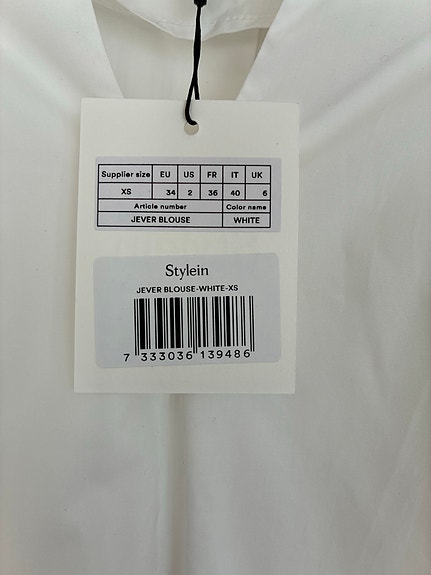 Supplier size EU US FR IT UK
XS 34 2 36 40 6
Article number Color name
JEVER BLOUSE WHITE
Stylein
JEVER BLOUSE-WHITE-XS
7 333036 139486